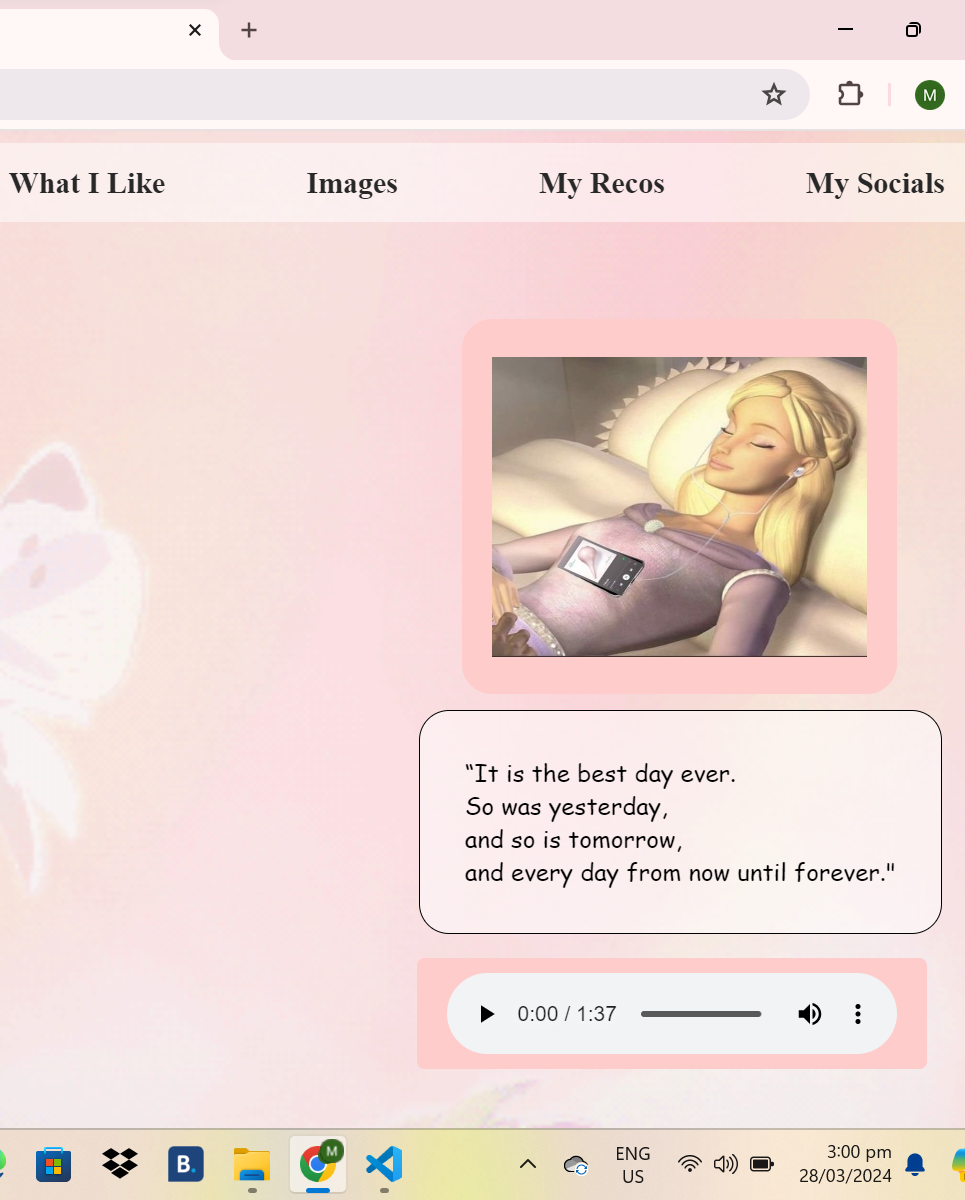 M
What I Like
Images
My Recos
My Socials
“It is the best day ever.
So was yesterday,
and so is tomorrow,
and every day from now until forever."
0:00 / 1:37
B.
M
ENG
US
3:00 pm
28/03/2024